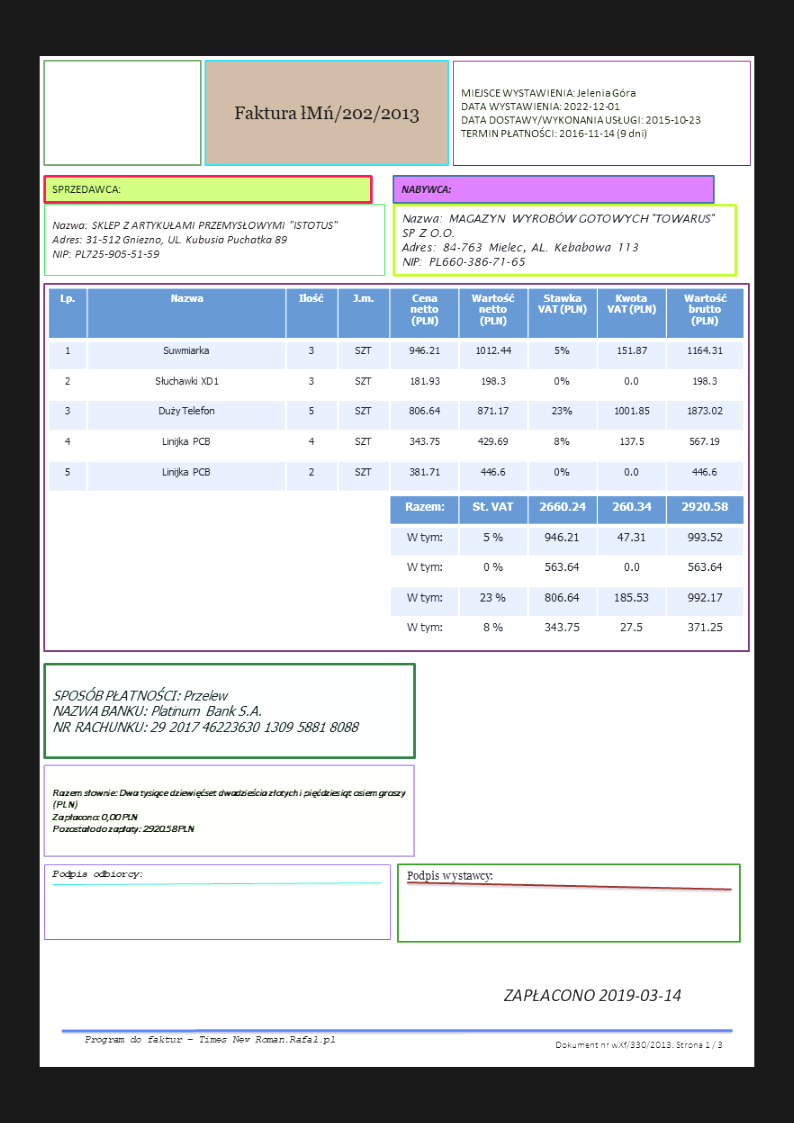 Faktura łMń/202/2013
MIEJSCE WYSTAWIENIA: Jelenia Góra
DATA WYSTAWIENIA: 2022-12-01
DATA DOSTAWY/WYKONANIA USŁUGI: 2015-10-23
TERMIN PŁATNOŚCI: 2016-11-14 (9 dni)
SPRZEDAWCA:
Nazwa: SKLEP Z ARTYKUŁAMI PRZEMYSŁOWYMI "ISTOTUS"
Adres: 31-512 Gniezno, UL. Kubusia Puchatka 89
NIP: PL725-905-51-59
NABYWCA:
Nazwa: MAGAZYN WYROBÓW GOTOWYCH "TOWARUS"
SP Z O.O.
Adres: 84-763 Mielec, AL. Kebabowa 113
NIP: PL660-386-71-65
Lp. Nazwa Ilość J.m. Cena netto (PLN) Wartość netto (PLN) Stawka VAT (PLN) Kwota VAT (PLN) Wartość brutto (PLN)
1 Suwmiarka 3 SZT 946.21 1012.44 5% 151.87 1164.31
2 Słuchawki XD1 3 SZT 181.93 198.3 0% 0.0 198.3
3 Duży Telefon 5 SZT 806.64 871.17 23% 1001.85 1873.02
4 Linijka PCB 4 SZT 343.75 429.69 8% 137.5 567.19
5 Linijka PCB 2 SZT 381.71 446.6 0% 0.0 446.6
Razem: St. VAT 2660.24 260.34 2920.58
W tym: 5 % 946.21 47.31 993.52
W tym: 0 % 563.64 0.0 563.64
W tym: 23 % 806.64 185.53 992.17
W tym: 8 % 343.75 27.5 371.25
SPOSÓB PŁATNOŚCI: Przelew
NAZWA BANKU: Platinum Bank S.A.
NR RACHUNKU: 29 2017 46223630 1309 5881 8088
Razem słownie: Dwa tysiące dziewięćset dwadzieścia złotych i pięćdziesiąt osiem groszy
(PLN)
Zapłacono: 0,00 PLN
Pozostało do zapłaty: 2920.58 PLN
Podpis odbiorcy:
Podpis wystawcy:
ZAPŁACONO 2019-03-14
Program do faktur – Times New Roman.Rafal.pl
Dokument nr wXf/330/2013. Strona 1 / 3